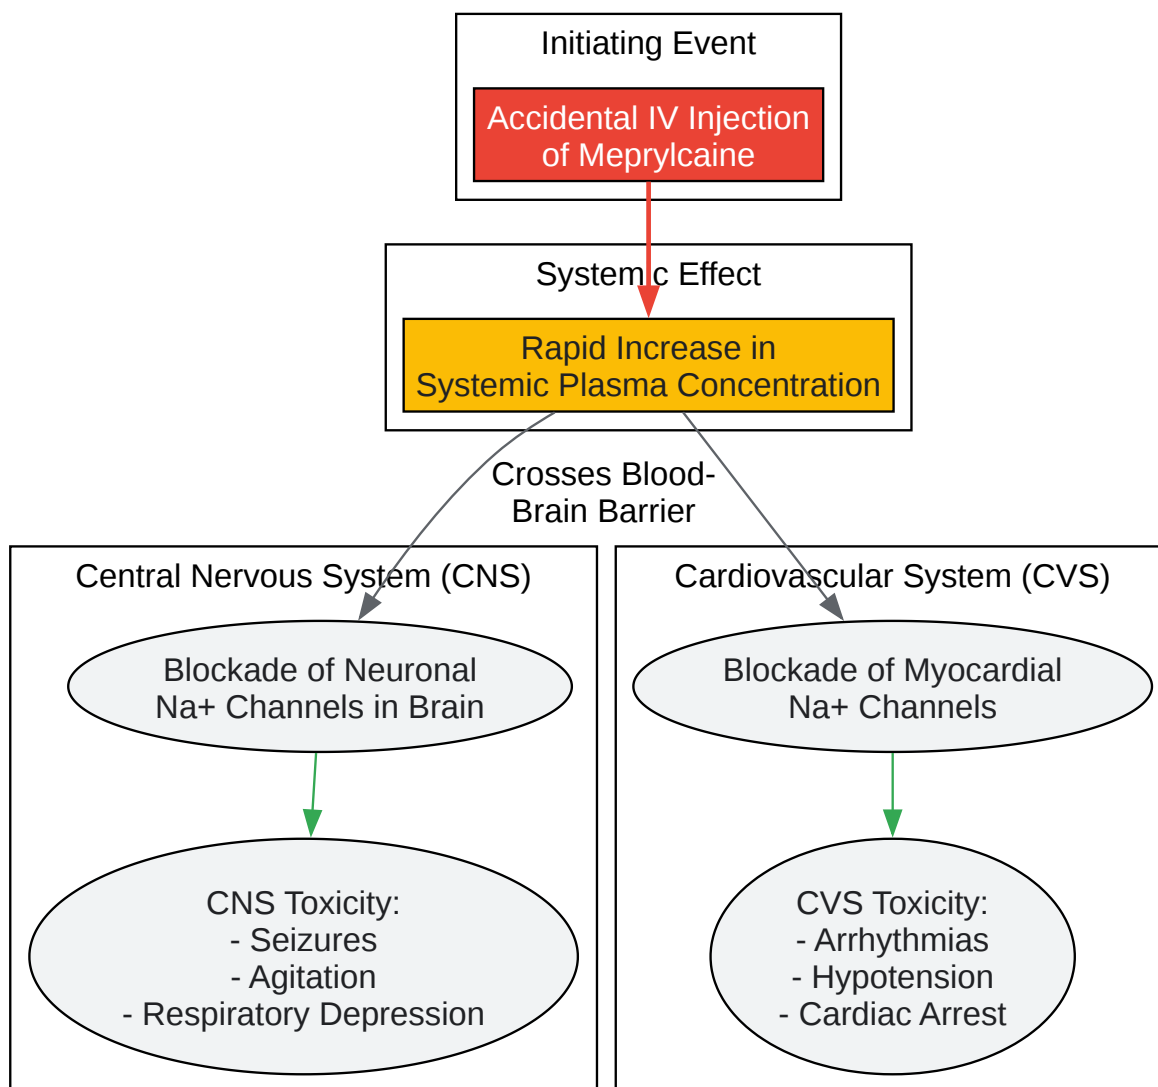 Initiating Event
Accidental IV Injection
of Meprylcaine
Systemic Effect
Rapid Increase in
Systemic Plasma Concentration
Crosses Blood-
Brain Barrier
Central Nervous System (CNS)
Blockade of Neuronal
Na+ Channels in Brain
CNS Toxicity:
- Seizures
- Agitation
- Respiratory Depression
Cardiovascular System (CVS)
Blockade of Myocardial
Na+ Channels
CVS Toxicity:
- Arrhythmias
- Hypotension
- Cardiac Arrest